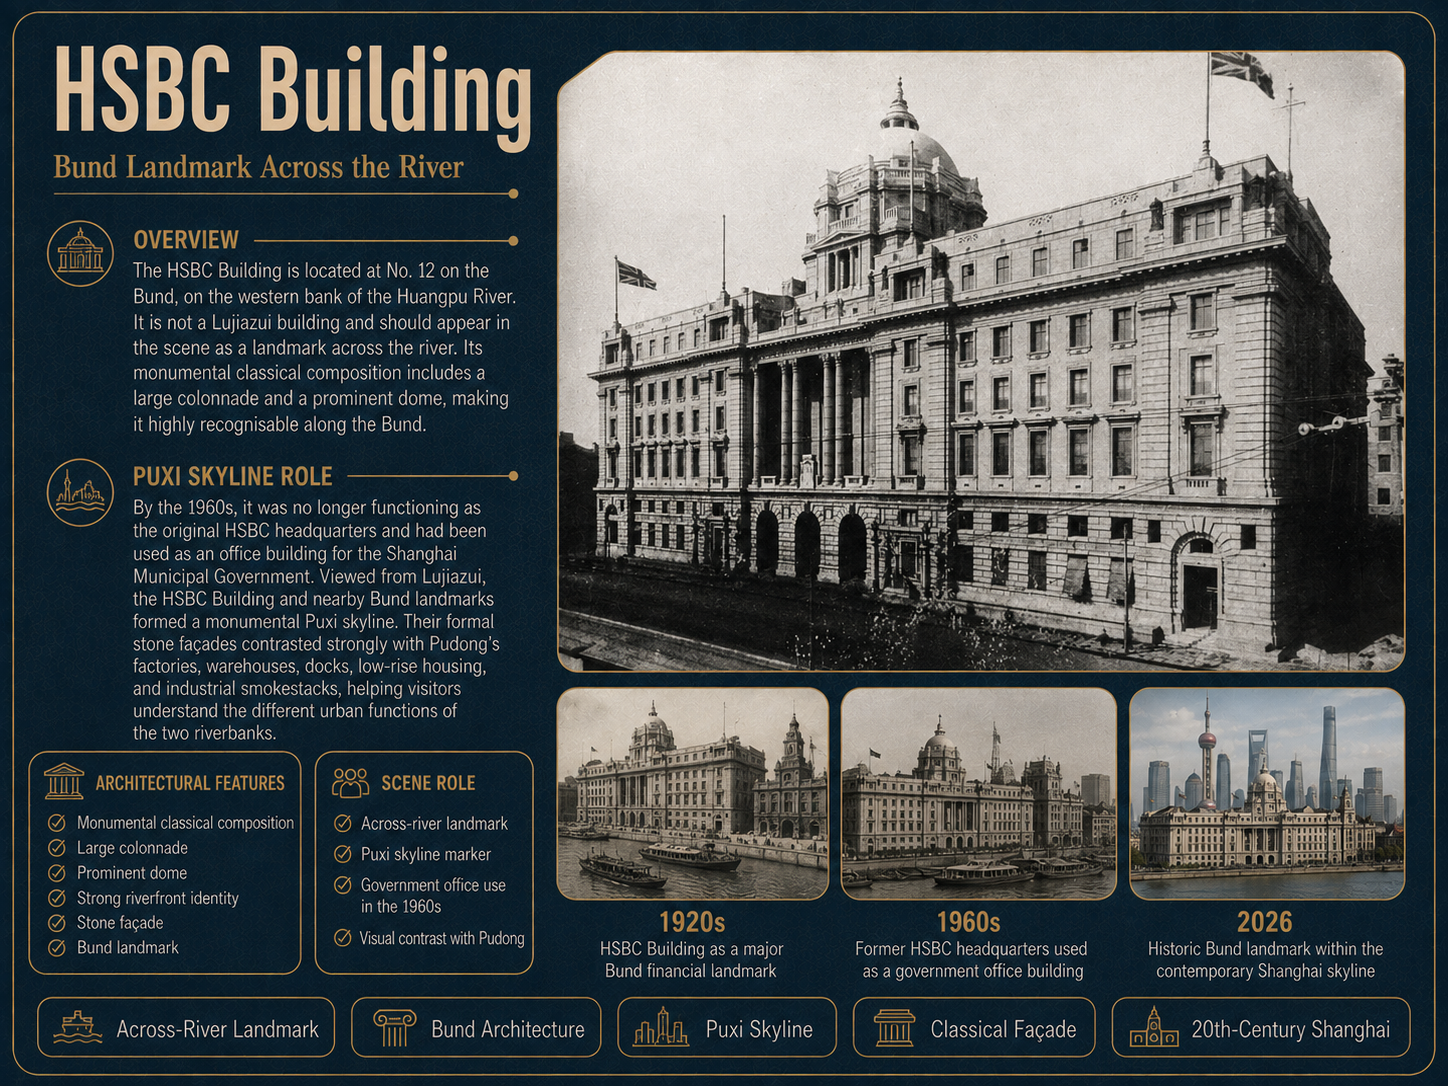 HSBC Building
Bund Landmark Across the River
OVERVIEW
The HSBC Building is located at No. 12 on the
Bund, on the western bank of the Huangpu River.
It is not a Lujiazui building and should appear in
the scene as a landmark across the river. Its
monumental classical composition includes a
large colonnade and a prominent dome, making
it highly recognisable along the Bund.
PUXI SKYLINE ROLE
By the 1960s, it was no longer functioning as
the original HSBC headquarters and had been
used as an office building for the Shanghai
Municipal Government. Viewed from Lujiazui,
the HSBC Building and nearby Bund landmarks
formed a monumental Puxi skyline. Their formal
stone façades contrasted strongly with Pudong's
factories, warehouses, docks, low-rise housing,
and industrial smokestacks, helping visitors
understand the different urban functions of
the two riverbanks.
ARCHITECTURAL FEATURES
Monumental classical composition
Large colonnade
Prominent dome
Strong riverfront identity
Stone façade
Bund landmark
SCENE ROLE
Across-river landmark
Puxi skyline marker
Government office use
in the 1960s
Visual contrast with Pudong
1920s
HSBC Building as a major
Bund financial landmark
1960s
Former HSBC headquarters used
as a government office building
2026
Historic Bund landmark within the
contemporary Shanghai skyline
Across-River Landmark
Bund Architecture
Puxi Skyline
Classical Façade
20th-Century Shanghai